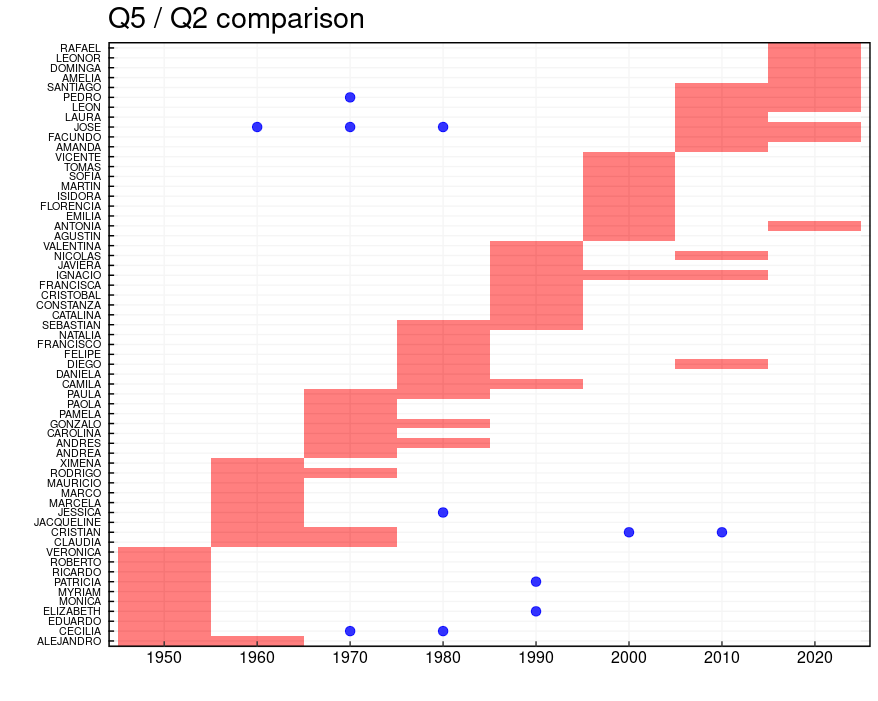 Q5 / Q2 comparison
RAFAEL
LEONOR
DOMINGA
AMELIA
SANTIAGO
PEDRO
LEON
LAURA
JOSE
FACUNDO
AMANDA
VICENTE
TOMAS
SOFIA
MARTIN
ISIDORA
FLORENCIA
EMILIA
ANTONIA
AGUSTIN
VALENTINA
NICOLAS
JAVIERA
IGNACIO
FRANCISCA
CRISTOBAL
CONSTANZA
CATALINA
SEBASTIAN
NATALIA
FRANCISCO
FELIPE
DIEGO
DANIELA
CAMILA
PAULA
PAOLA
PAMELA
GONZALO
CAROLINA
ANDRES
ANDREA
XIMENA
RODRIGO
MAURICIO
MARCO
MARCELA
JESSICA
JACQUELINE
CRISTIAN
CLAUDIA
VERONICA
ROBERTO
RICARDO
PATRICIA
MYRIAM
MONICA
ELIZABETH
EDUARDO
CECILIA
ALEJANDRO
1950 1960 1970 1980 1990 2000 2010 2020